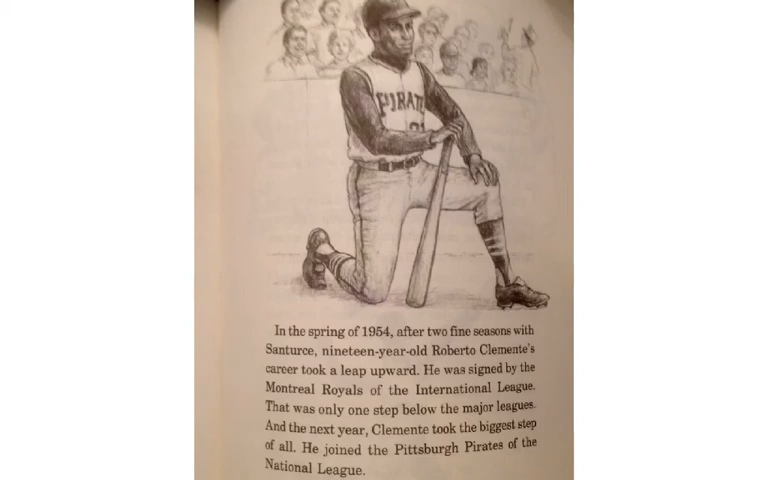 PIRATE
In the spring of 1954, after two fine seasons with
Santurce, nineteen-year-old Roberto Clemente's
career took a leap upward. He was signed by the
Montreal Royals of the International League.
That was only one step below the major leagues.
And the next year, Clemente took the biggest step
of all. He joined the Pittsburgh Pirates of the
National League.